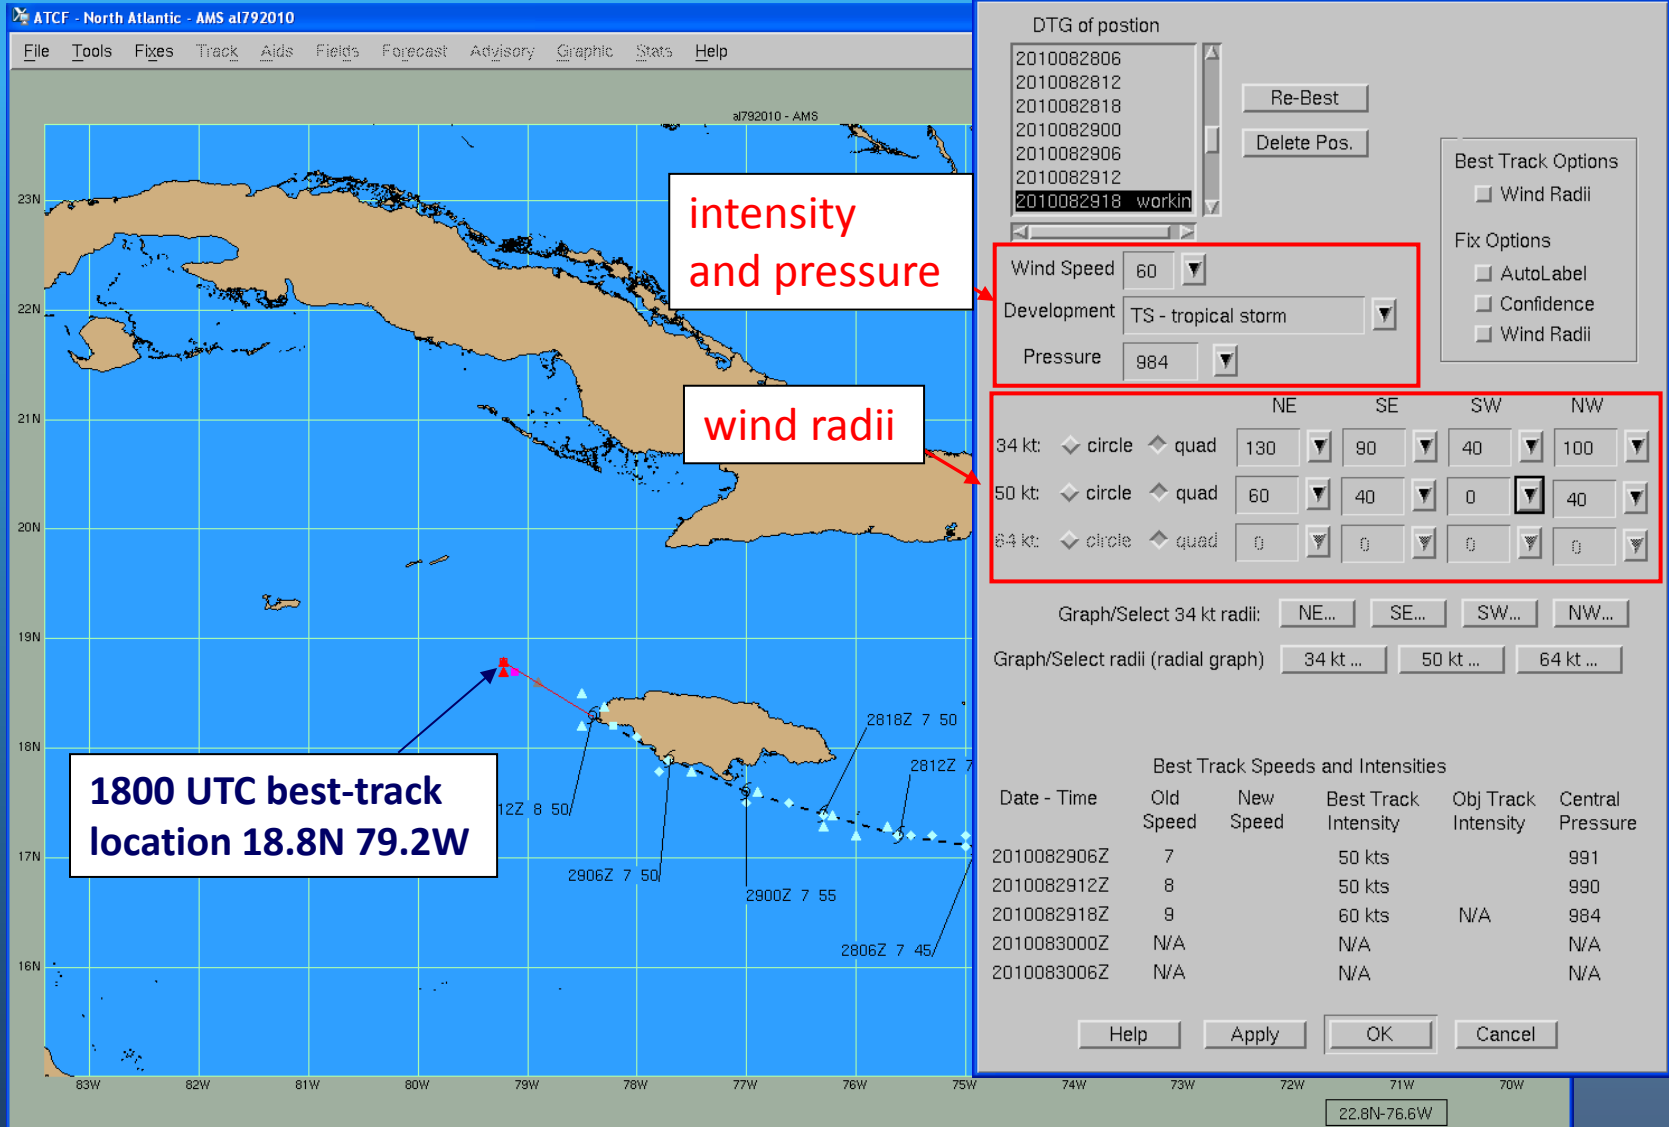 ATCF - North Atlantic - AMS al792010
File Tools Fixes Track Aids Fields Forecast Advisory Graphic Stats Help
al792010 - AMS
23N
22N
21N
20N
19N
18N
17N
16N
83W 82W 81W 80W 79W 78W 77W 76W 75W 74W 73W 72W 71W 70W
22.8N-76.6W
intensity
and pressure
wind radii
1800 UTC best-track
location 18.8N 79.2W
2818Z 7 50
2812Z 7
12Z 8 50
2906Z 7 50
2900Z 7 55
2806Z 7 45
DTG of postion
2010082806
2010082812
2010082818
2010082900
2010082906
2010082912
2010082918 workin
Re-Best
Delete Pos.
Best Track Options
Wind Radii
Fix Options
AutoLabel
Confidence
Wind Radii
Wind Speed 60
Development TS - tropical storm
Pressure 984
NE SE SW NW
34 kt: circle quad 130 90 40 100
50 kt: circle quad 60 40 0 40
64 kt: circle quad 0 0 0 0
Graph/Select 34 kt radii: NE... SE... SW... NW...
Graph/Select radii (radial graph) 34 kt ... 50 kt ... 64 kt ...
Best Track Speeds and Intensities
Date - Time Old New Best Track Obj Track Central
Speed Speed Intensity Intensity Pressure
2010082906Z 7 50 kts 991
2010082912Z 8 50 kts 990
2010082918Z 9 60 kts N/A 984
2010083000Z N/A N/A N/A
2010083006Z N/A N/A N/A
Help Apply OK Cancel